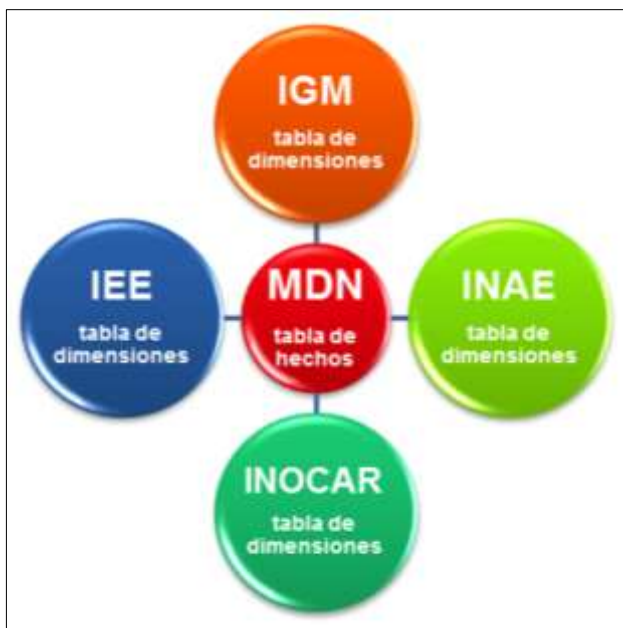 IGM
tabla de
dimensiones
IEE
tabla de
dimensiones
MDN
tabla de
hechos
INAE
tabla de
dimensiones
INOCAR
tabla de
dimensiones